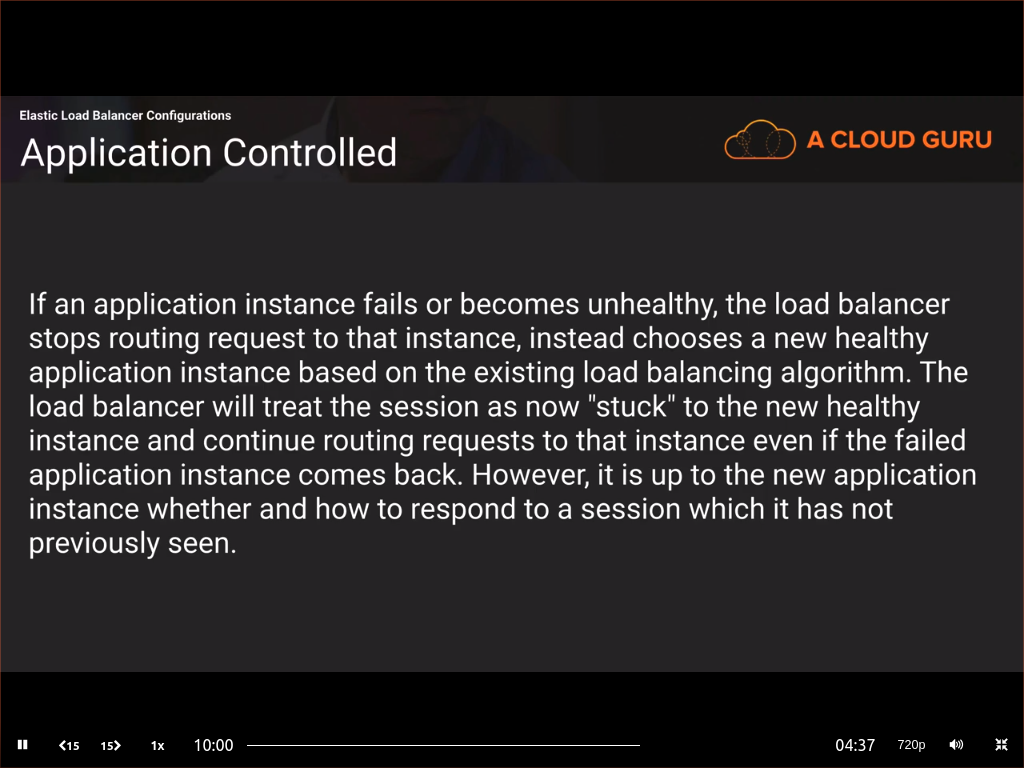 Elastic Load Balancer Configurations
Application Controlled
A CLOUD GURU
If an application instance fails or becomes unhealthy, the load balancer
stops routing request to that instance, instead chooses a new healthy
application instance based on the existing load balancing algorithm. The
load balancer will treat the session as now "stuck" to the new healthy
instance and continue routing requests to that instance even if the failed
application instance comes back. However, it is up to the new application
instance whether and how to respond to a session which it has not
previously seen.
15 15 1x 10:00 04:37 720p